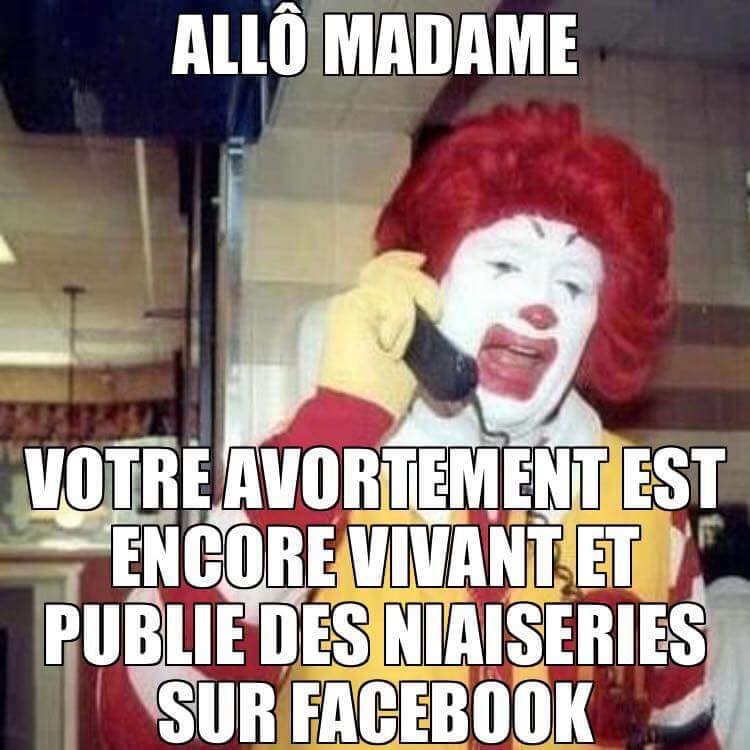 ALLÔ MADAME
VOTRE AVORTEMENT EST
ENCORE VIVANT ET
PUBLIE DES NIAISERIES
SUR FACEBOOK